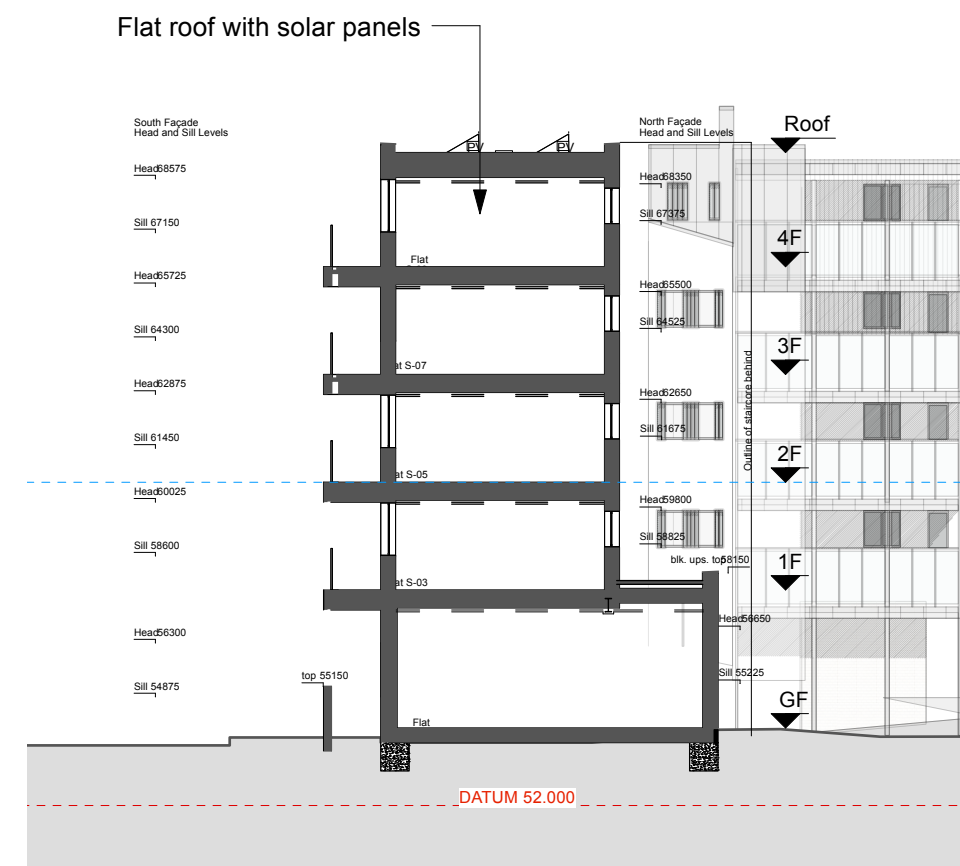 Flat roof with solar panels
South Façade
Head and Sill Levels
North Façade
Head and Sill Levels
Roof
PV
PV
Head68575
Head68350
Sill 67150
Sill 67375
4F
Flat
Head65725
Head65500
Sill 64300
Sill 64525
3F
at S-07
Head62875
Head62650
Outline of staircore behind
Sill 61450
Sill 61675
2F
at S-05
Head60025
Head59800
Sill 58600
Sill 58825
blk. ups. top58150
1F
at S-03
Head56300
Head56650
top 55150
Sill 54875
Sill 55225
GF
Flat
DATUM 52.000